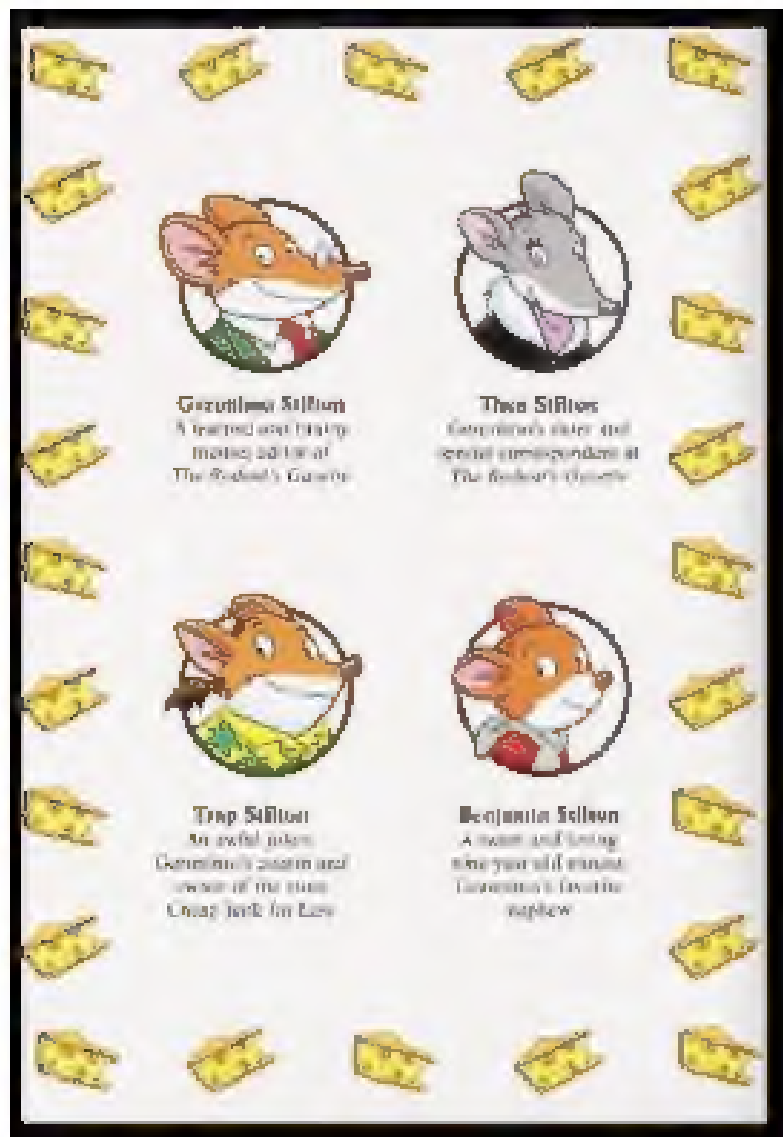 Geronimo Stilton
A learned and brainy
mouse; editor of
The Rodent's Gazette
Thea Stilton
Geronimo's sister and
special correspondent at
The Rodent's Gazette
Trap Stilton
An awful joker;
Geronimo's cousin and
owner of the store
Cheap Junk for Less
Benjamin Stilton
A sweet and loving
nine-year-old mouse;
Geronimo's favorite
nephew